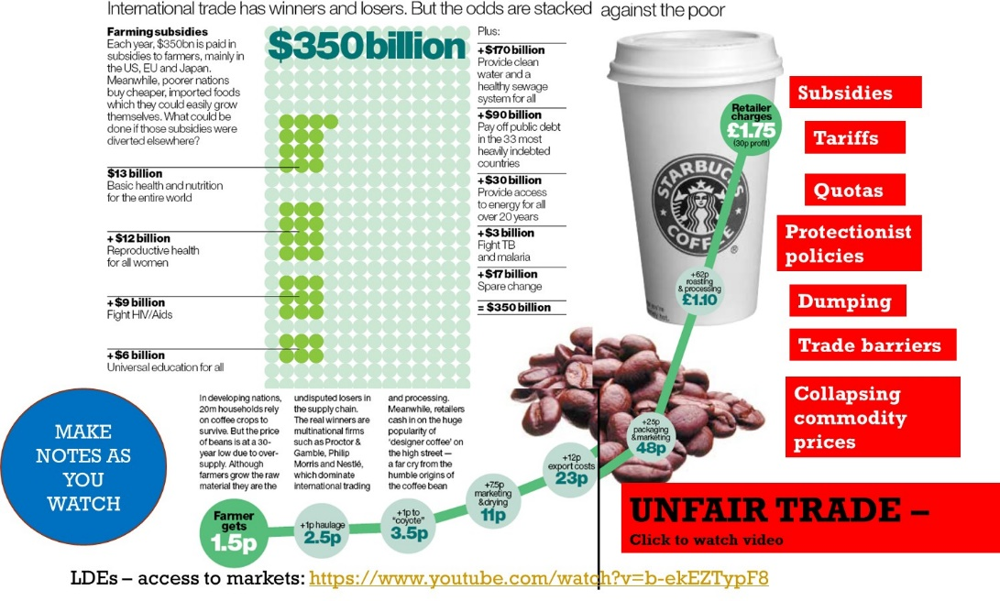 International trade has winners and losers. But the odds are stacked against the poor
Farming subsidies
Each year, $350bn is paid in
subsidies to farmers, mainly in
the US, EU and Japan.
Meanwhile, poorer nations
buy cheaper, imported foods
which they could easily grow
themselves. What could be
done if those subsidies were
diverted elsewhere?
$13 billion
Basic health and nutrition
for the entire world
+ $12 billion
Reproductive health
for all women
+ $9 billion
Fight HIV/Aids
+ $6 billion
Universal education for all
$350 billion
Plus:
+ $170 billion
Provide clean
water and a
healthy sewage
system for all
+ $90 billion
Pay off public debt
in the 33 most
heavily indebted
countries
+ $30 billion
Provide access
to energy for all
over 20 years
+ $3 billion
Fight TB
and malaria
+ $17 billion
Spare change
= $350 billion
In developing nations,
20m households rely
on coffee crops to
survive. But the price
of beans is at a 30-
year low due to over-
supply. Although
farmers grow the raw
material they are the
undisputed losers in
the supply chain.
The real winners are
multinational firms
such as Proctor &
Gamble, Philip
Morris and Nestlé,
which dominate
international trading
and processing.
Meanwhile, retailers
cash in on the huge
popularity of
'designer coffee' on
the high street —
a far cry from the
humble origins of
the coffee bean
Farmer
gets
1.5p
+1p haulage
2.5p
+1p to
"coyote"
3.5p
+7.5p
marketing
& drying
11p
+12p
export costs
23p
+25p
packaging
& marketing
48p
+62p
roasting
& processing
£1.10
Retailer
charges
£1.75
(30p profit)
STARBUCKS
COFFEE
®
Subsidies
Tariffs
Quotas
Protectionist
policies
Dumping
Trade barriers
Collapsing
commodity
prices
MAKE
NOTES AS
YOU
WATCH
UNFAIR TRADE –
Click to watch video
LDEs – access to markets: https://www.youtube.com/watch?v=b-ekEZTypF8